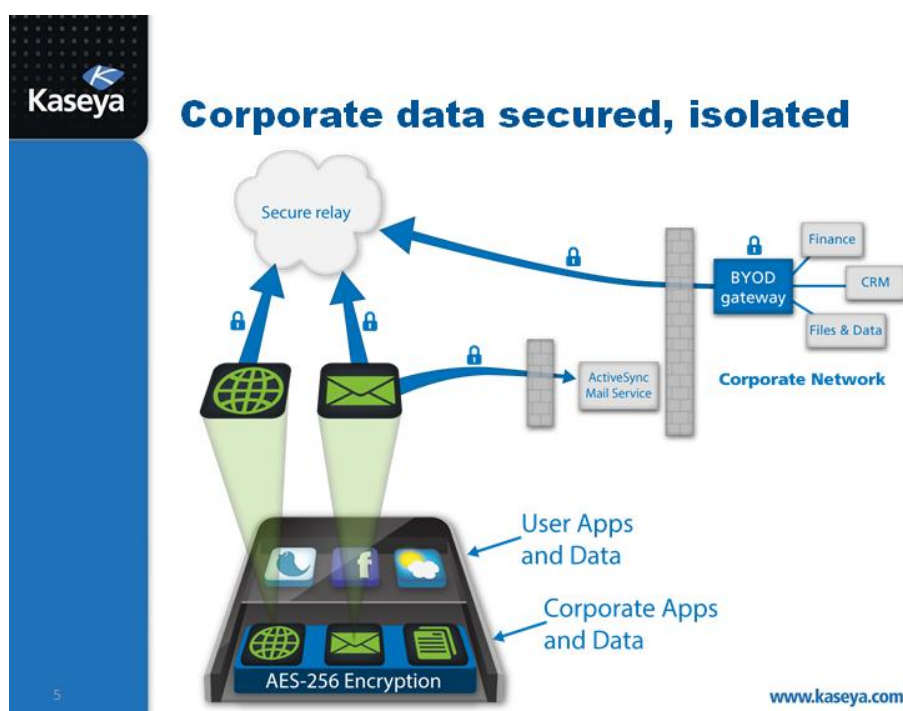 Kaseya
Corporate data secured, isolated
Secure relay
Finance
BYOD
gateway
CRM
Files & Data
ActiveSync
Mail Service
Corporate Network
User Apps
and Data
f
Corporate Apps
and Data
AES-256 Encryption
5
www.kaseya.com